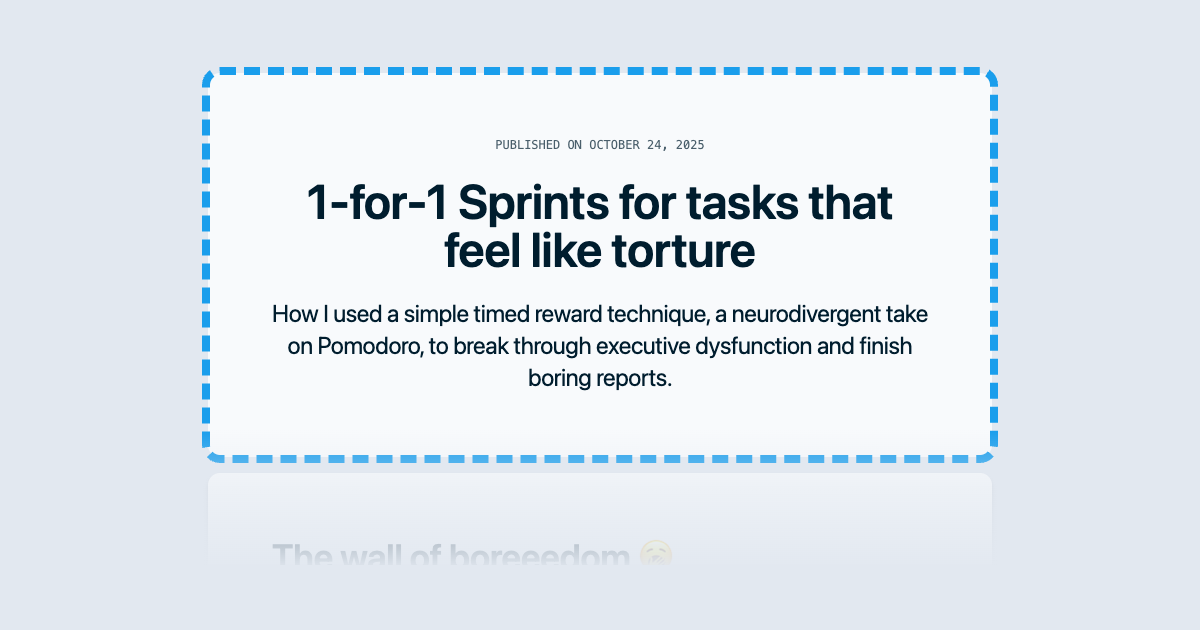 PUBLISHED ON OCTOBER 24, 2025
1-for-1 Sprints for tasks that
feel like torture
How I used a simple timed reward technique, a neurodivergent take
on Pomodoro, to break through executive dysfunction and finish
boring reports.
The wall of boreeedom 😭